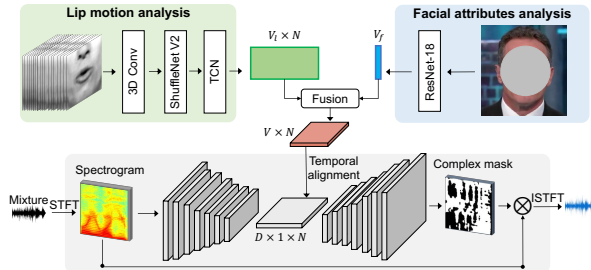 Lip motion analysis
Facial attributes analysis
3D Conv
ShuffleNet V2
TCN
V_l × N
V_f
ResNet-18
Fusion
V × N
Temporal
alignment
Spectrogram
Complex mask
Mixture
STFT
ISTFT
D × 1 × N